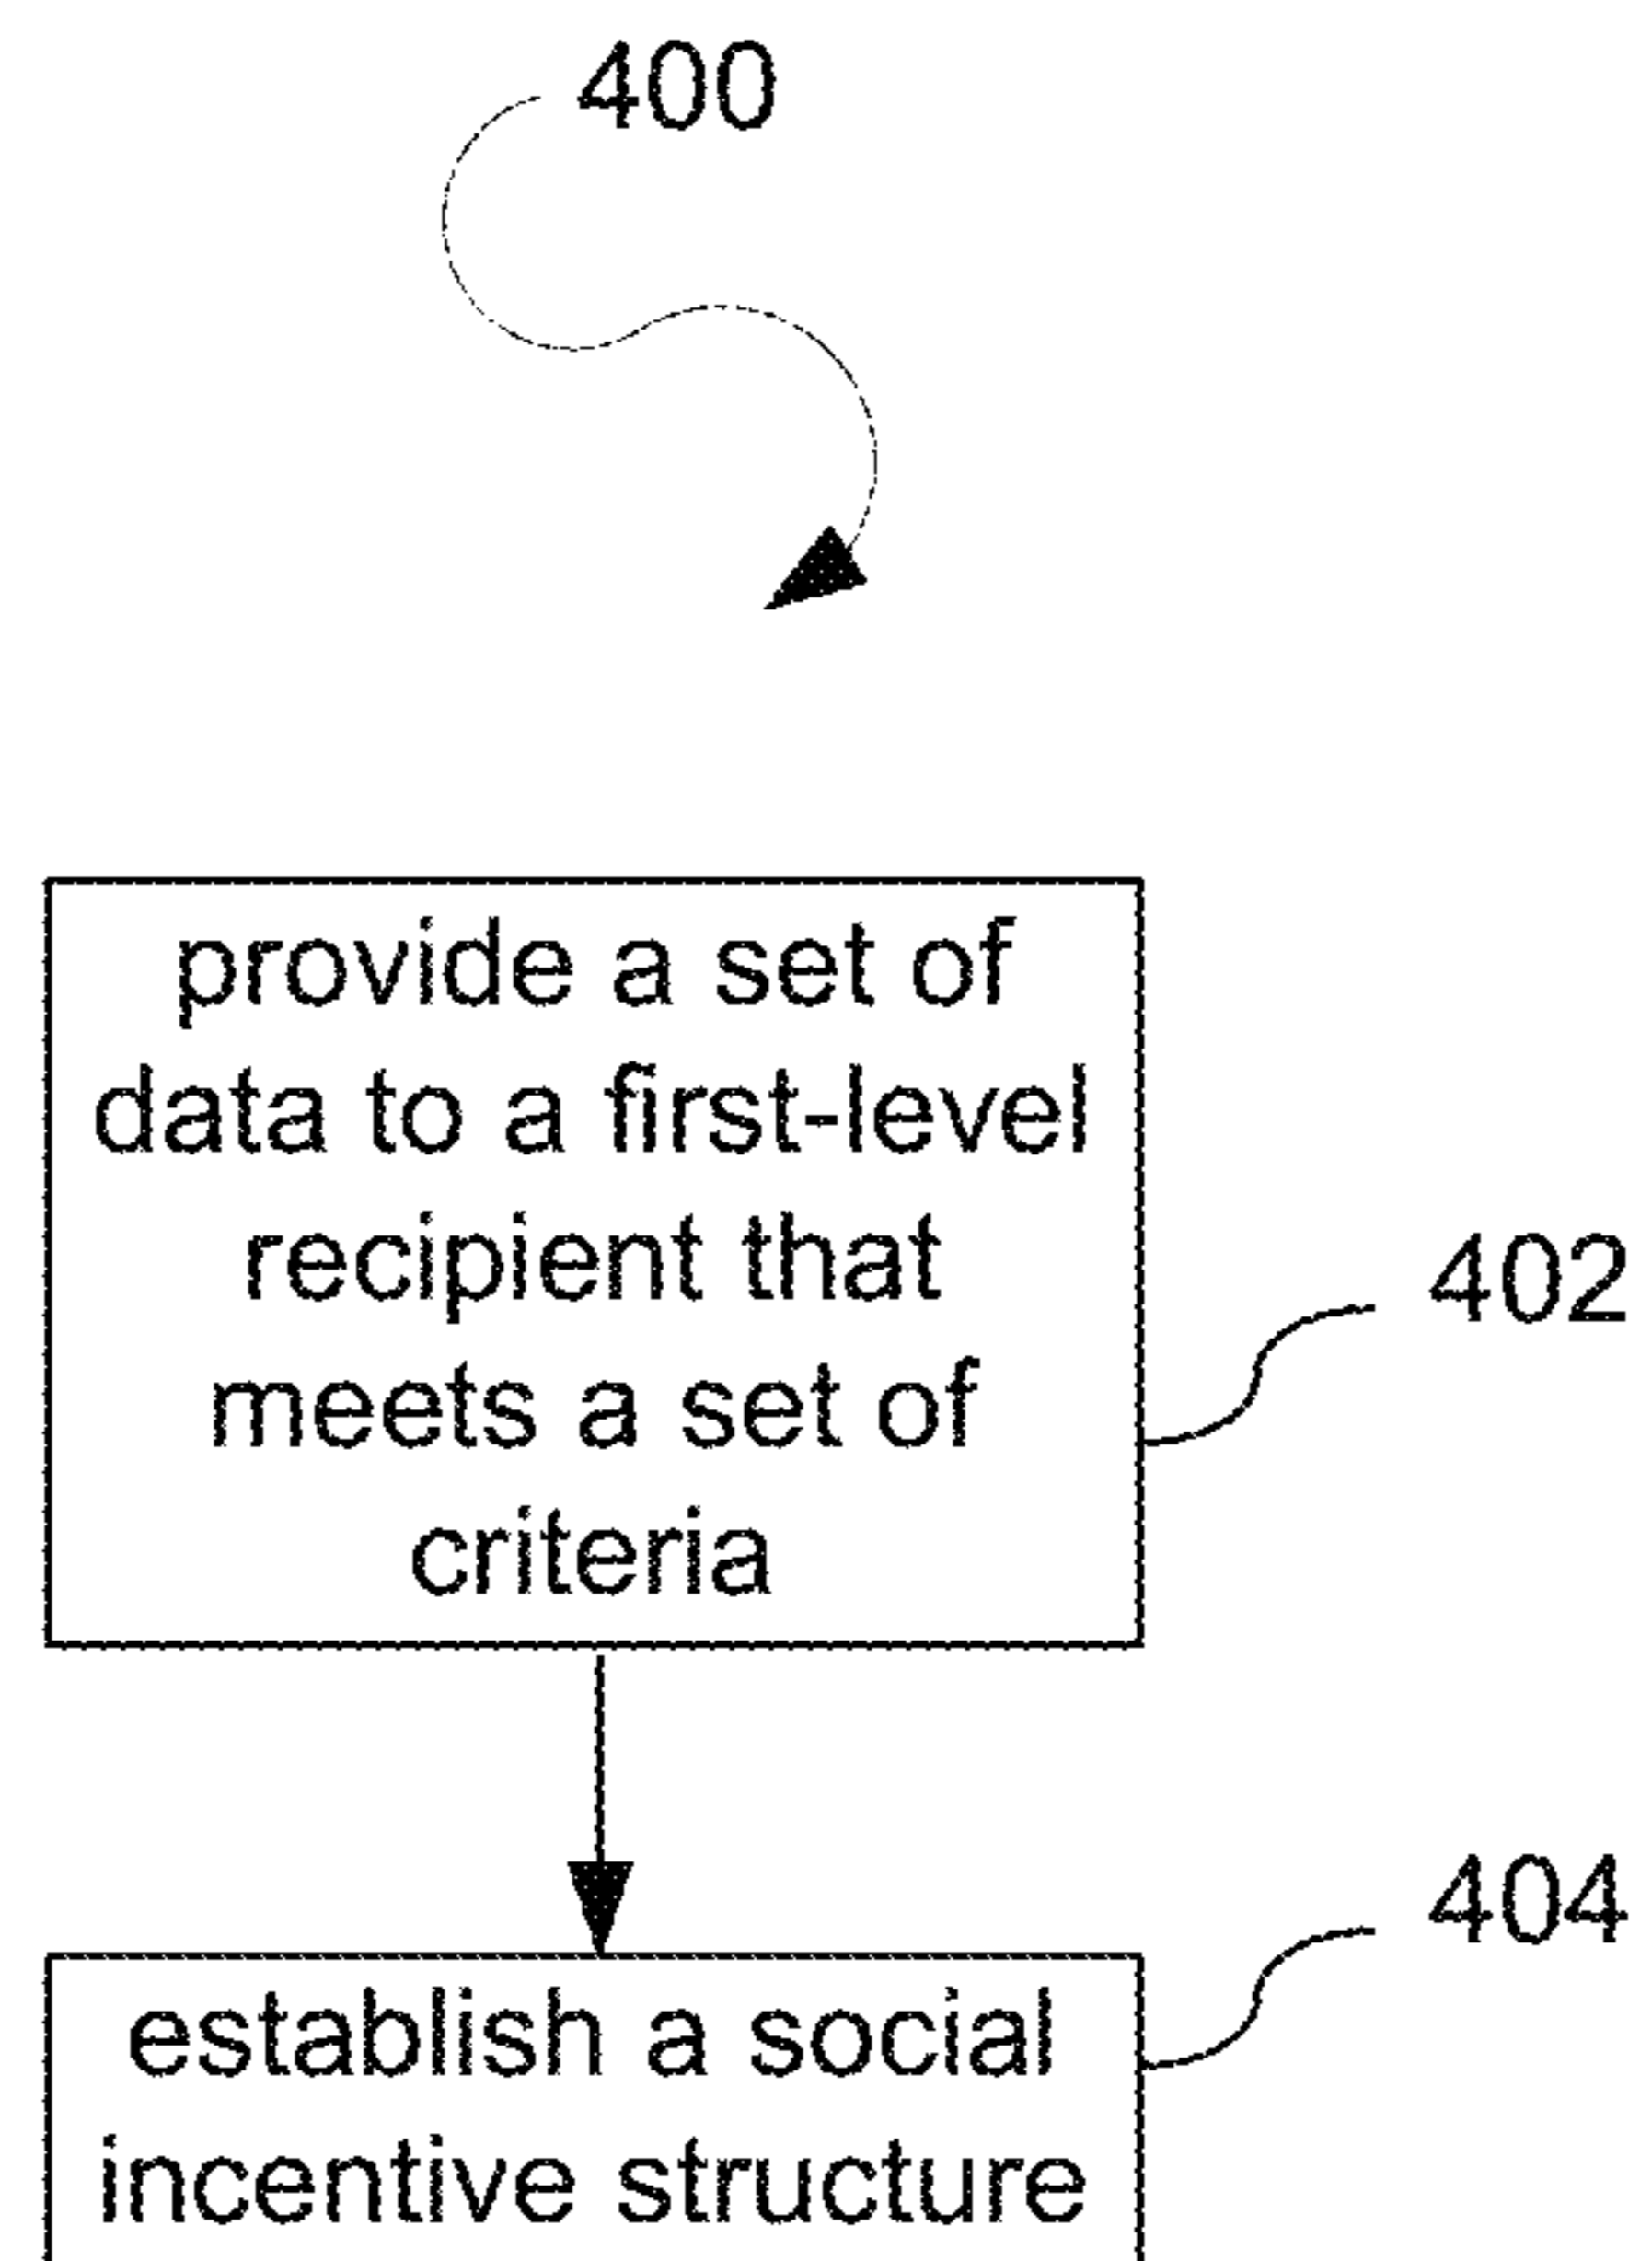 400
provide a set of
data to a first-level
recipient that
meets a set of
criteria
402
404
establish a social
incentive structure